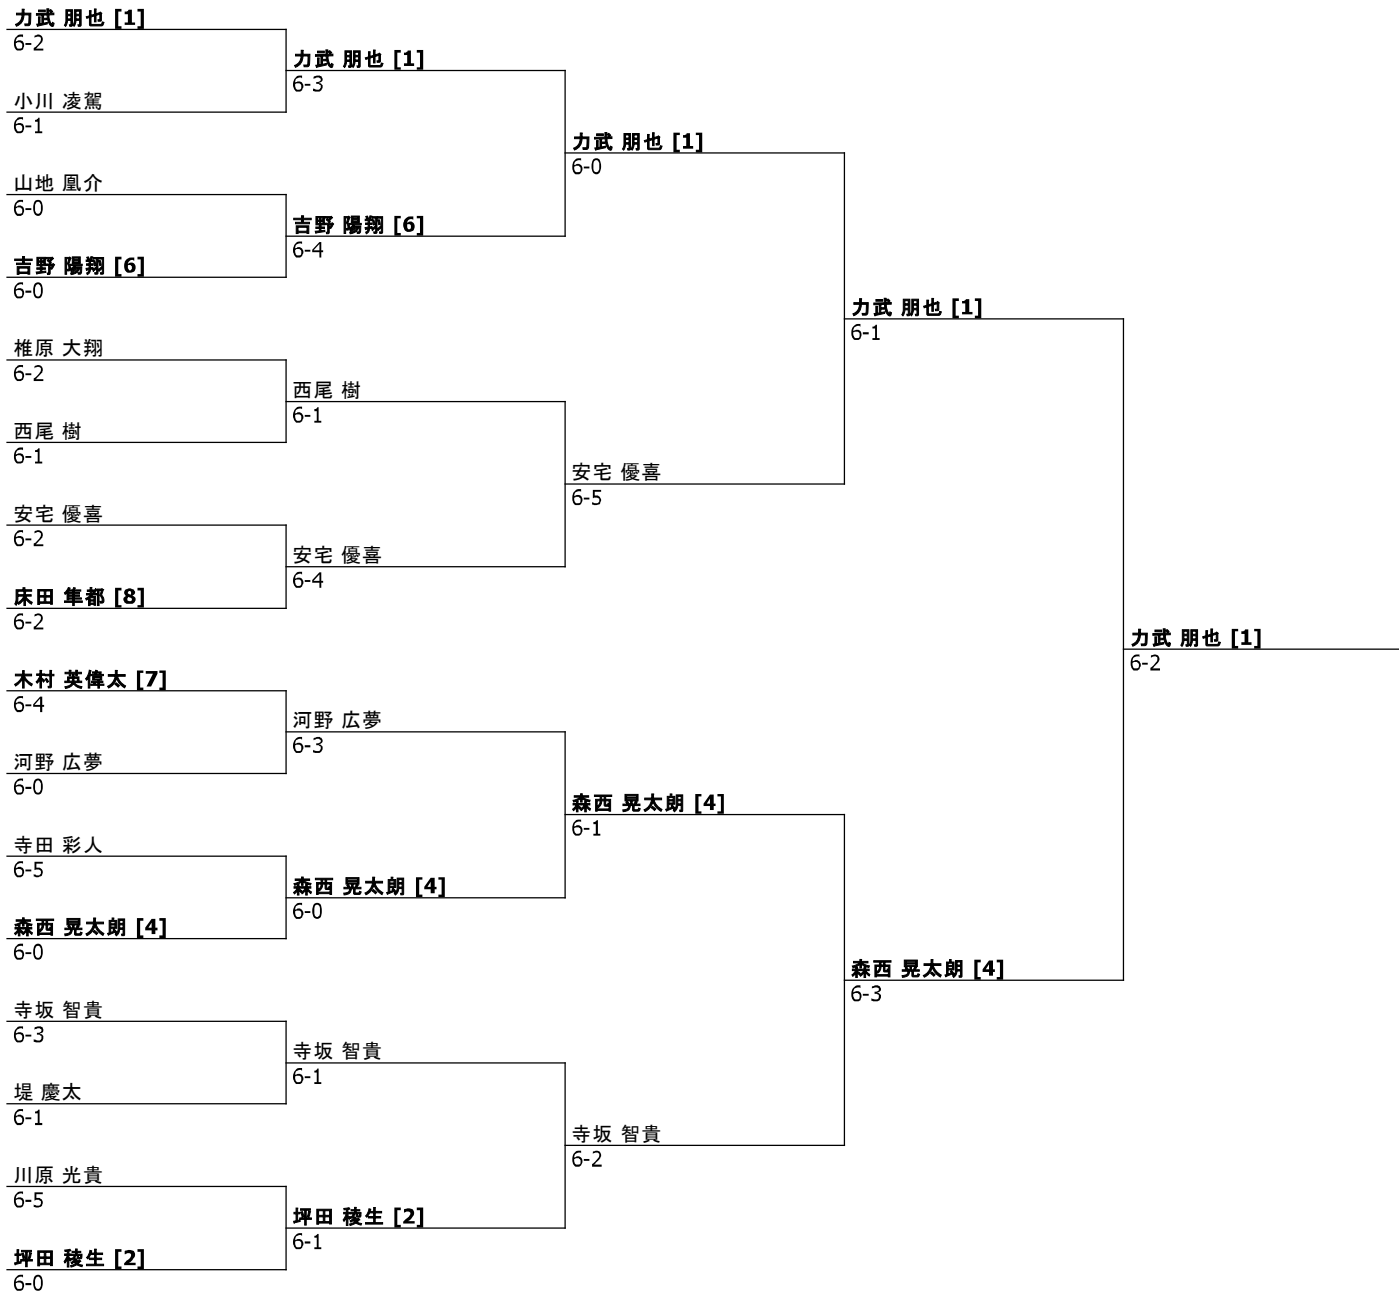 力武 朋也 [1]
6-2
力武 朋也 [1]
6-3
小川 凌駕
6-1
力武 朋也 [1]
6-0
山地 凰介
6-0
吉野 陽翔 [6]
6-4
吉野 陽翔 [6]
6-0
力武 朋也 [1]
6-1
椎原 大翔
6-2
西尾 樹
6-1
西尾 樹
6-1
安宅 優喜
6-5
安宅 優喜
6-2
安宅 優喜
6-4
床田 隼都 [8]
6-2
力武 朋也 [1]
6-2
木村 英偉太 [7]
6-4
河野 広夢
6-3
河野 広夢
6-0
森西 晃太朗 [4]
6-1
寺田 彩人
6-5
森西 晃太朗 [4]
6-0
森西 晃太朗 [4]
6-0
森西 晃太朗 [4]
6-3
寺坂 智貴
6-3
寺坂 智貴
6-1
堤 慶太
6-1
寺坂 智貴
6-2
川原 光貴
6-5
坪田 稜生 [2]
6-1
坪田 稜生 [2]
6-0